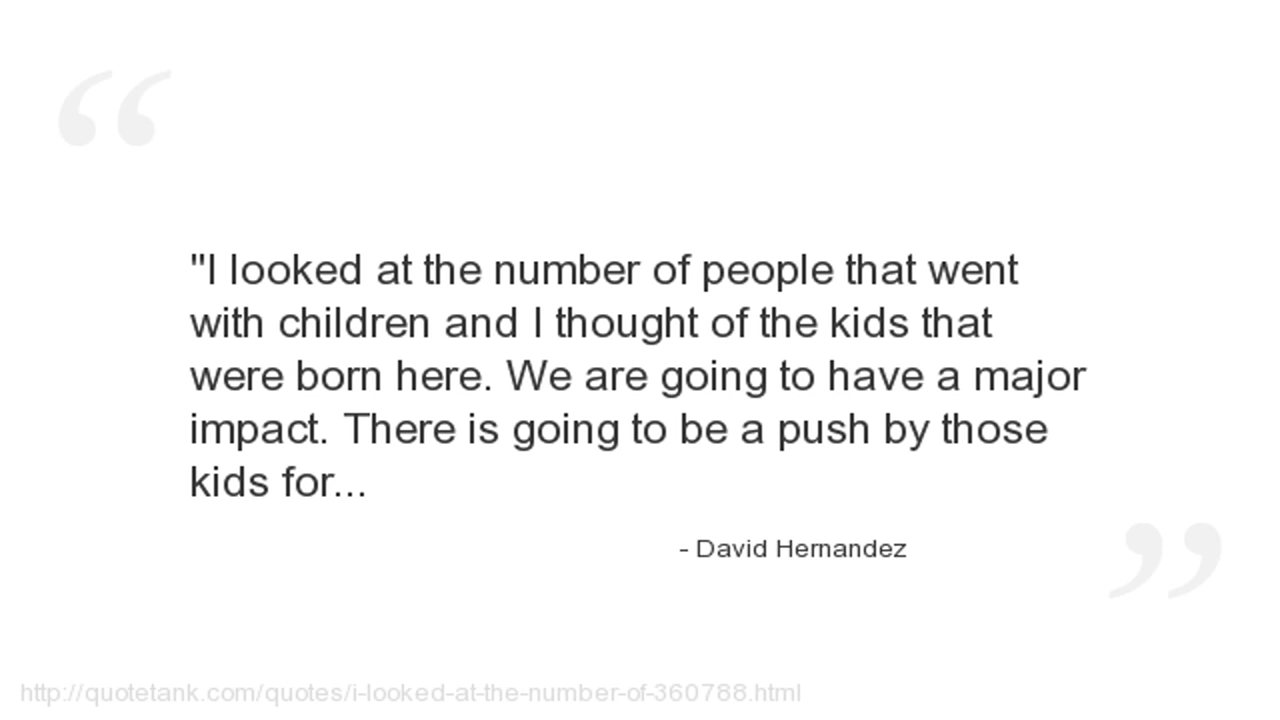 "I looked at the number of people that went
with children and I thought of the kids that
were born here. We are going to have a major
impact. There is going to be a push by those
kids for...
- David Hernandez
http://quotetank.com/quotes/i-looked-at-the-number-of-360788.html